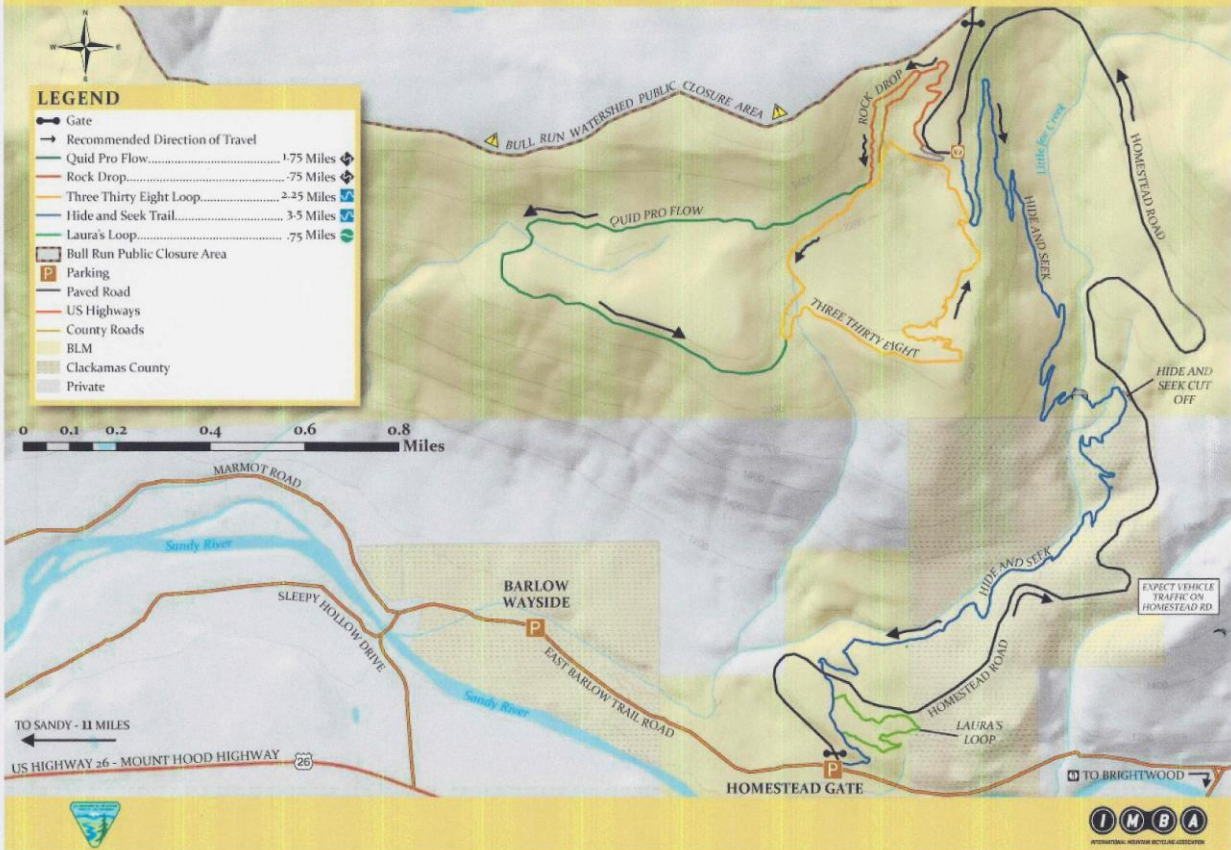 N
W E
S
LEGEND
Gate
Recommended Direction of Travel
Quid Pro Flow 1.75 Miles
Rock Drop .75 Miles
Three Thirty Eight Loop 2.25 Miles
Hide and Seek Trail 3.5 Miles
Laura's Loop .75 Miles
Bull Run Public Closure Area
P Parking
Paved Road
US Highways
County Roads
BLM
Clackamas County
Private
0 0.1 0.2 0.4 0.6 0.8
Miles
BULL RUN WATERSHED PUBLIC CLOSURE AREA
ROCK DROP
QUID PRO FLOW
THREE THIRTY EIGHT
HIDE AND SEEK
Little Joe Creek
HOMESTEAD ROAD
HIDE AND
SEEK CUT
OFF
MARMOT ROAD
Sandy River
SLEEPY HOLLOW DRIVE
BARLOW
WAYSIDE
P
EAST BARLOW TRAIL ROAD
Sandy River
HIDE AND SEEK
EXPECT VEHICLE
TRAFFIC ON
HOMESTEAD RD
HOMESTEAD ROAD
LAURA'S
LOOP
TO SANDY - 11 MILES
US HIGHWAY 26 - MOUNT HOOD HIGHWAY
26
P
HOMESTEAD GATE
TO BRIGHTWOOD
IMBA
INTERNATIONAL MOUNTAIN BICYCLING ASSOCIATION